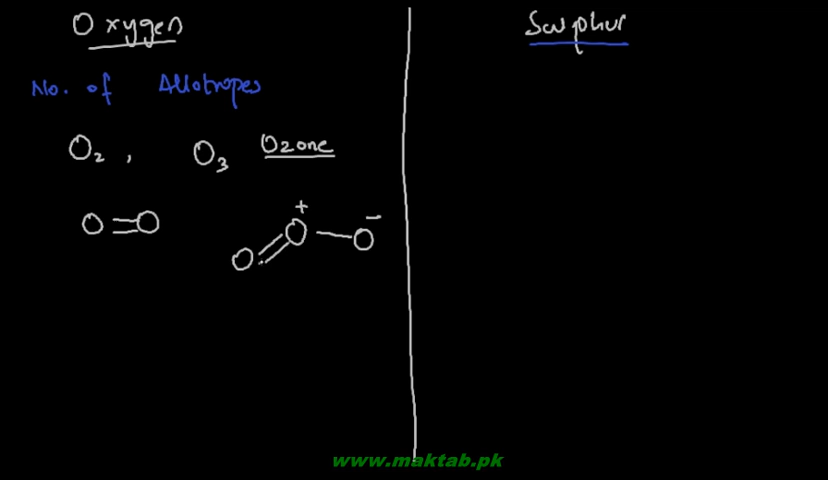 Oxygen
No. of Allotropes
O2, O3 Ozone
O=O
O=O+-O-
Sulphur
www.maktab.pk